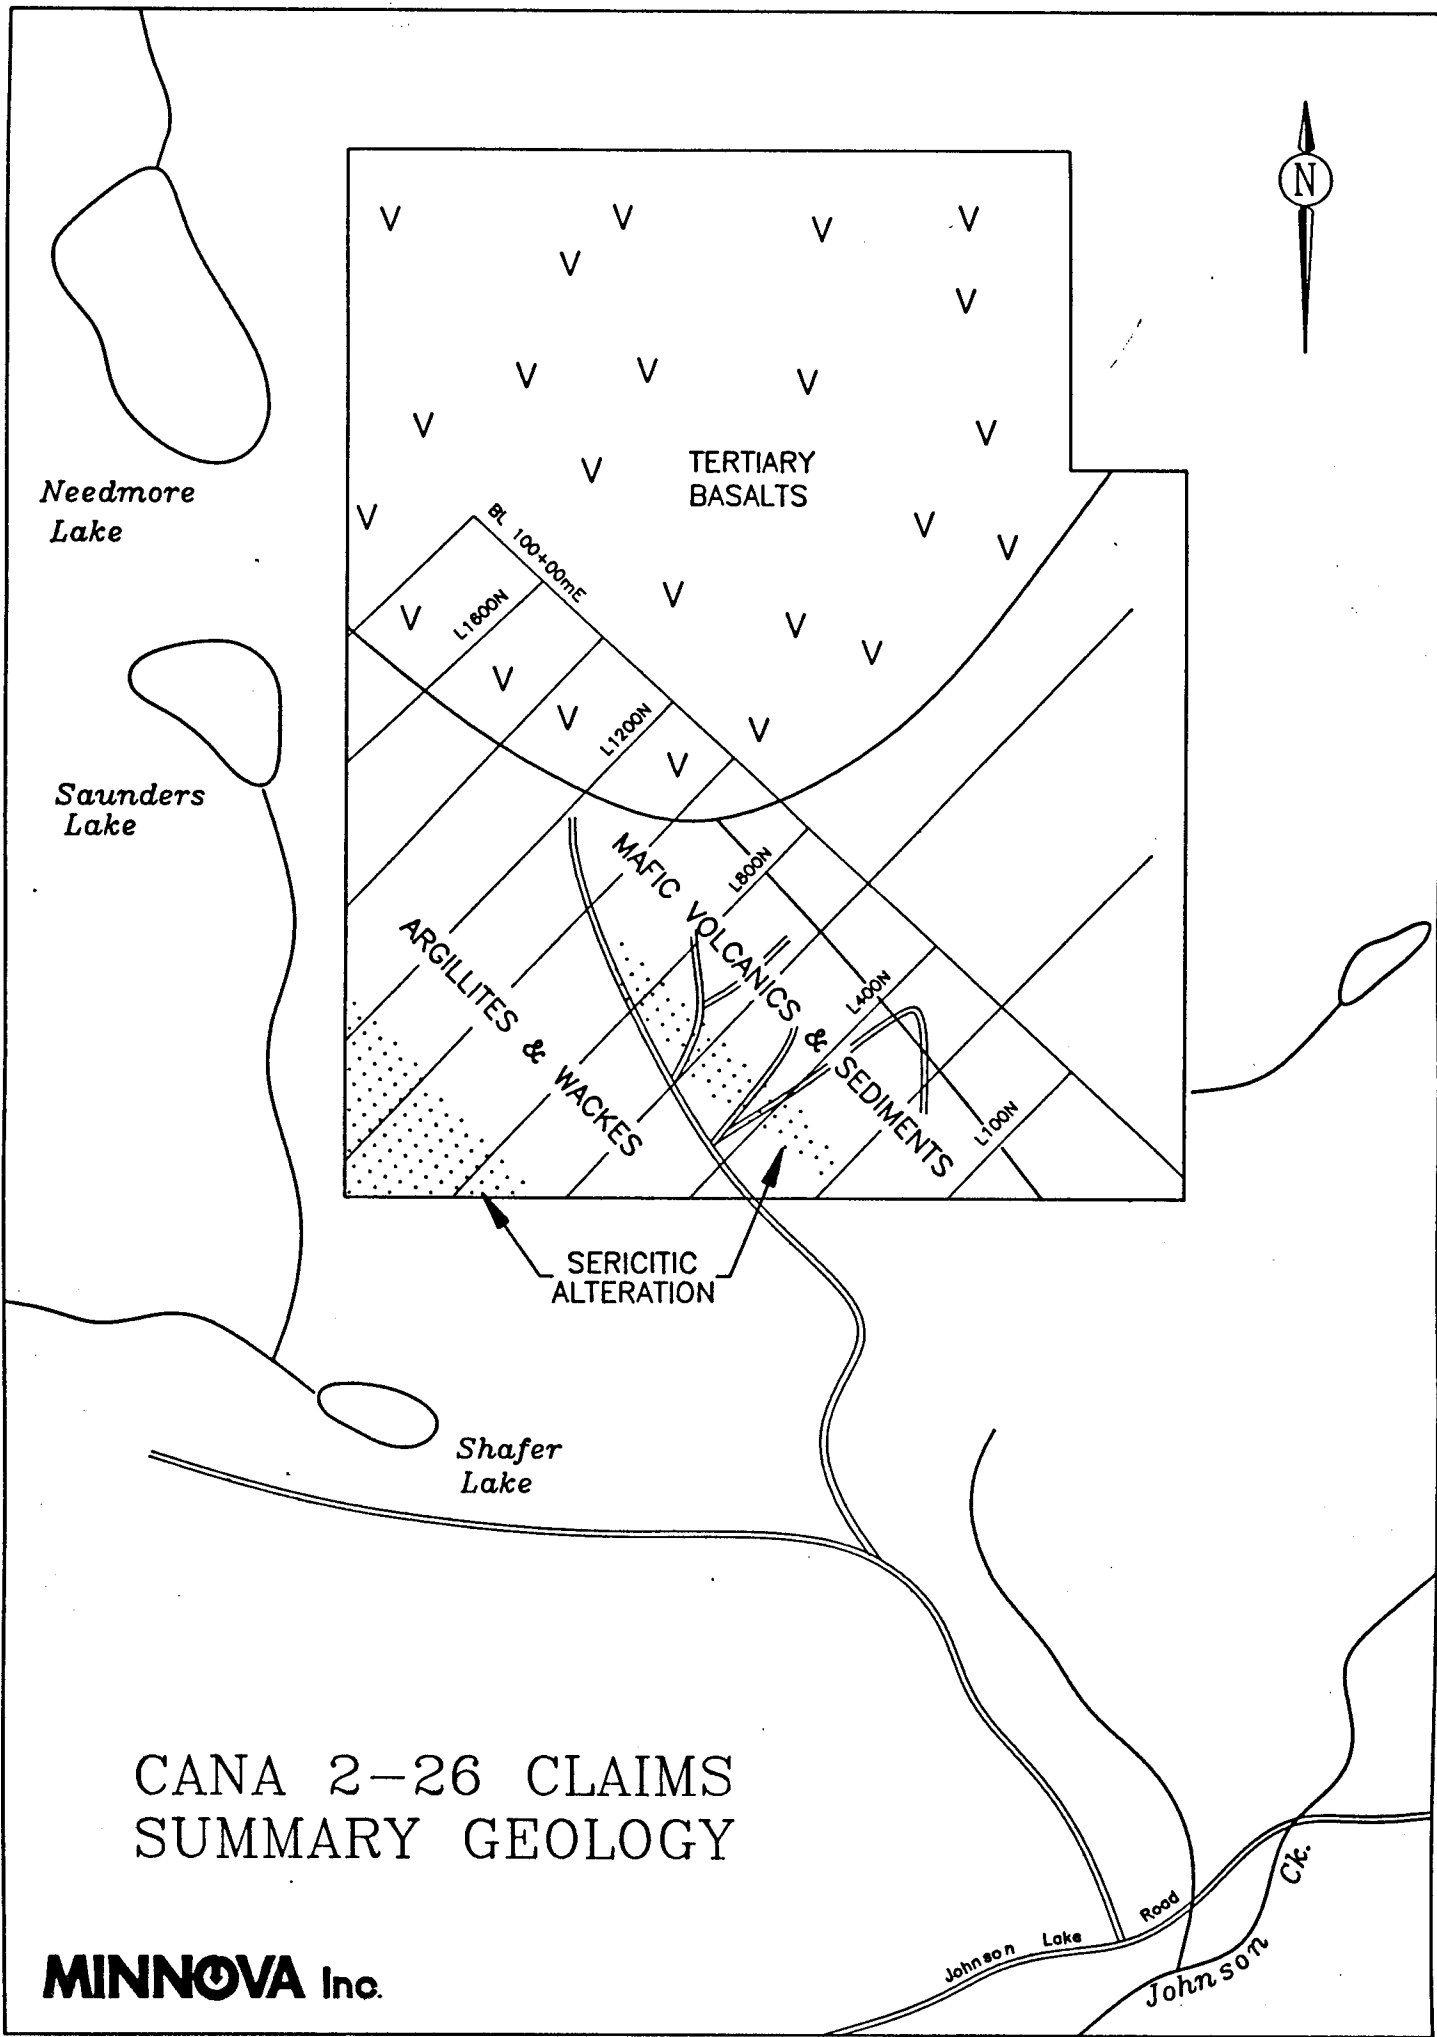 N
TERTIARY
BASALTS
Needmore
Lake
BL 100+00mE
L1600N
L1200N
Saunders
Lake
MAFIC VOLCANICS & SEDIMENTS
L800N
ARGILLITES & WACKES
L400N
L100N
SERICITIC
ALTERATION
Shafer
Lake
CANA 2-26 CLAIMS
SUMMARY GEOLOGY
Johnson Lake Road
Johnson Ck.
MINNOVA Inc.